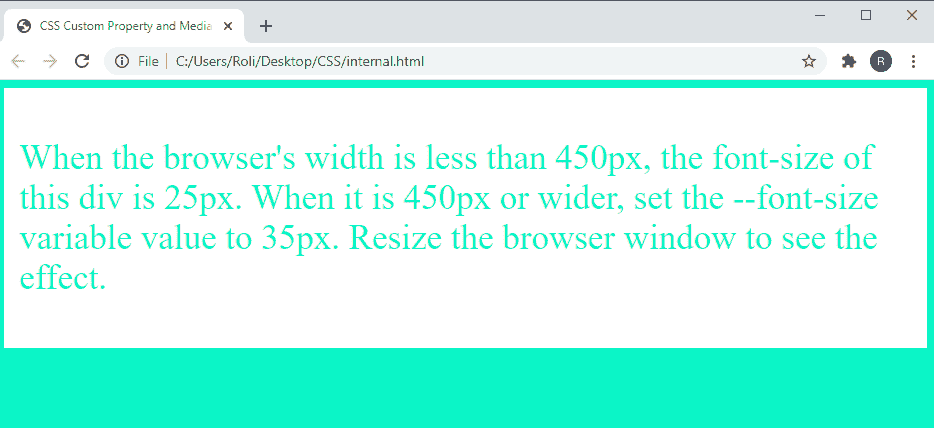 CSS Custom Property and Media
File
C:/Users/Roli/Desktop/CSS/internal.html
R
When the browser's width is less than 450px, the font-size of
this div is 25px. When it is 450px or wider, set the --font-size
variable value to 35px. Resize the browser window to see the
effect.